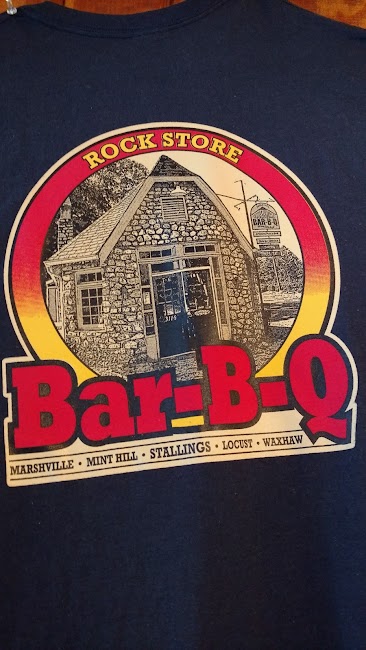 ROCK STORE
BAR-B-Q
Bar-B-Q
MARSHVILLE • MINT HILL • STALLINGS • LOCUST • WAXHAW